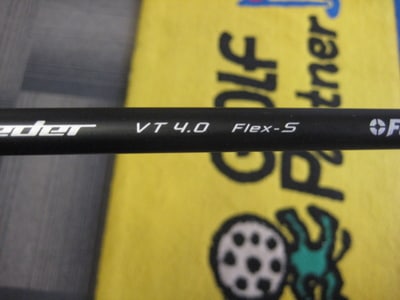 eder VT 4.0 Flex-S F
Golf
Partner